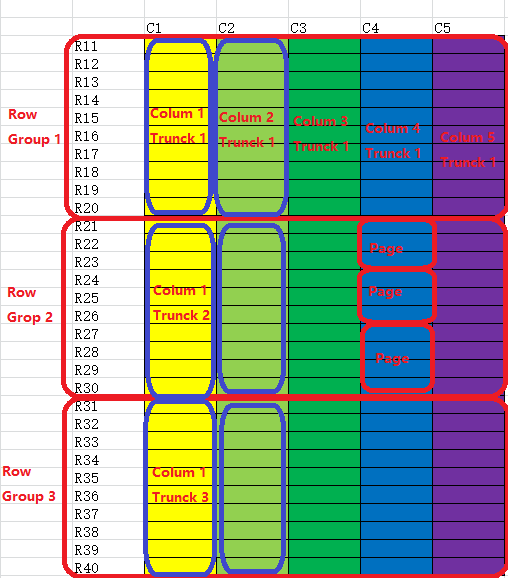 C1 C2 C3 C4 C5
R11
R12
R13
R14
Row
R15
Colum 1
Colum 2
Colum 3
Colum 4
Colum 5
Group 1
R16
Trunck 1
Trunck 1
Trunck 1
Trunck 1
Trunck 1
R17
R18
R19
R20
R21
R22
Page
R23
R24
Row
R25
Colum 1
Page
Grop 2
R26
Trunck 2
R27
R28
Page
R29
R30
R31
R32
R33
R34
Row
R35
Colum 1
Group 3
R36
Trunck 3
R37
R38
R39
R40